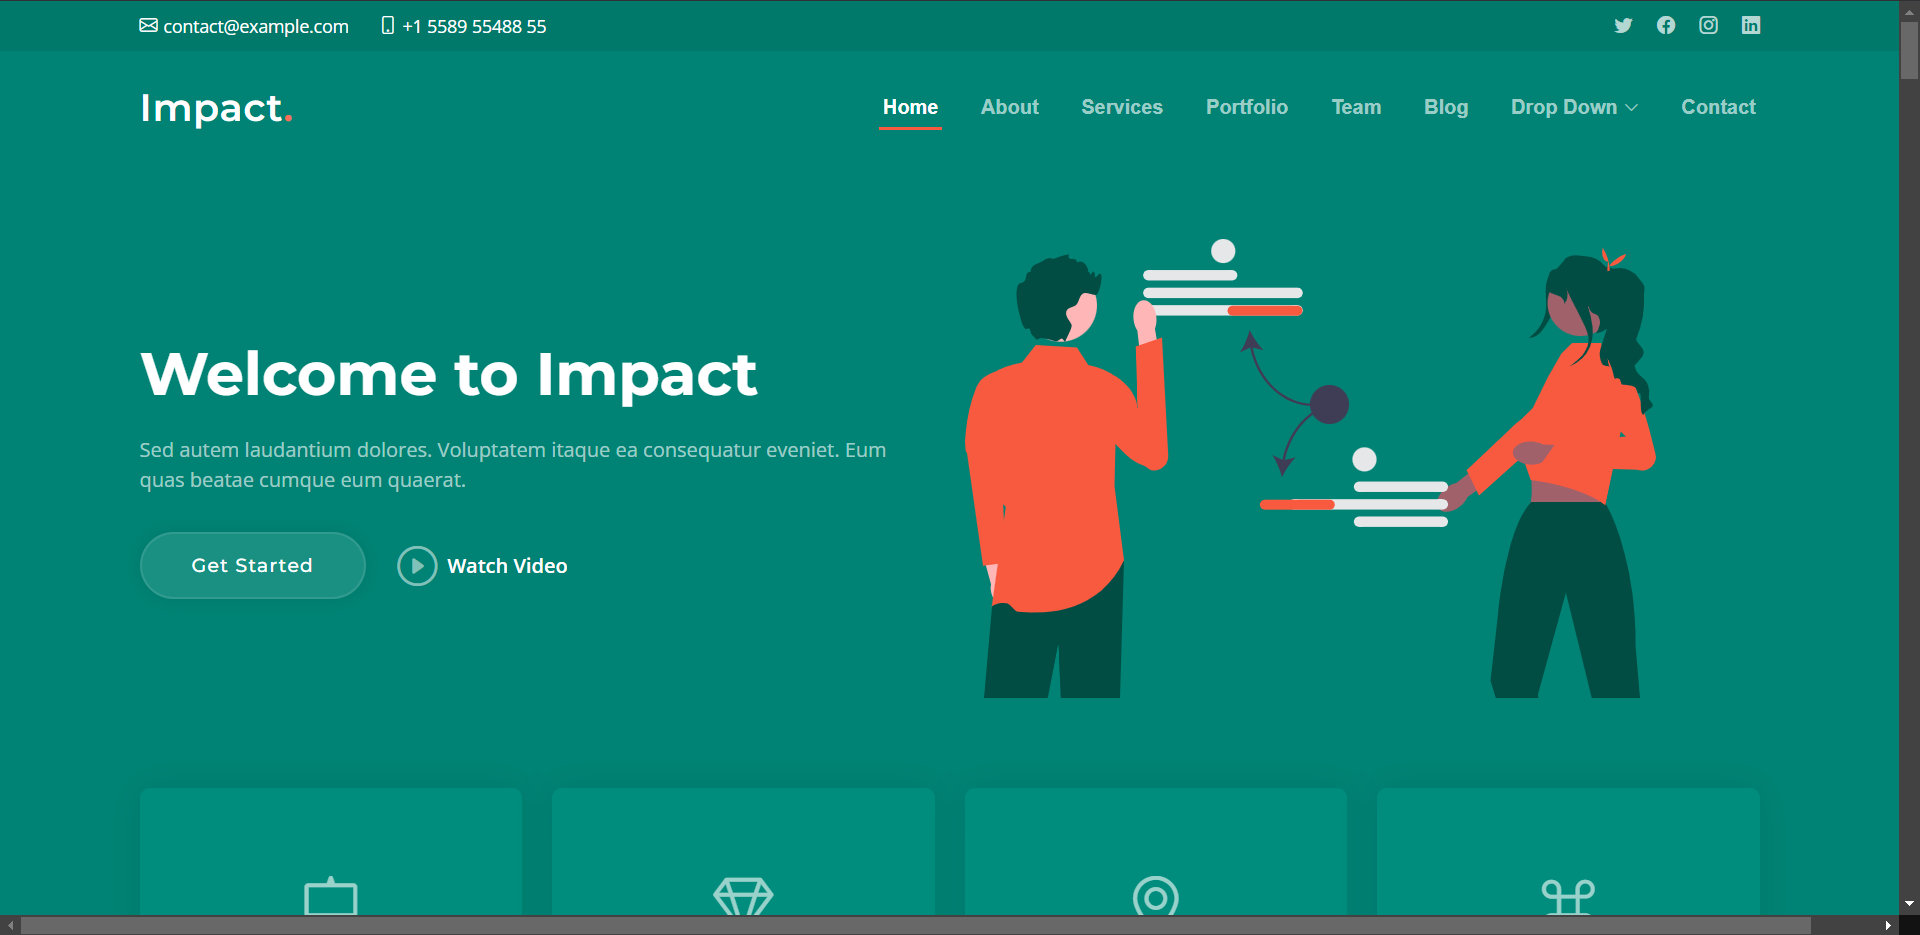 contact@example.com +1 5589 55488 55
Impact.
Home About Services Portfolio Team Blog Drop Down Contact
Welcome to Impact
Sed autem laudantium dolores. Voluptatem itaque ea consequatur eveniet. Eum
quas beatae cumque eum quaerat.
Get Started Watch Video